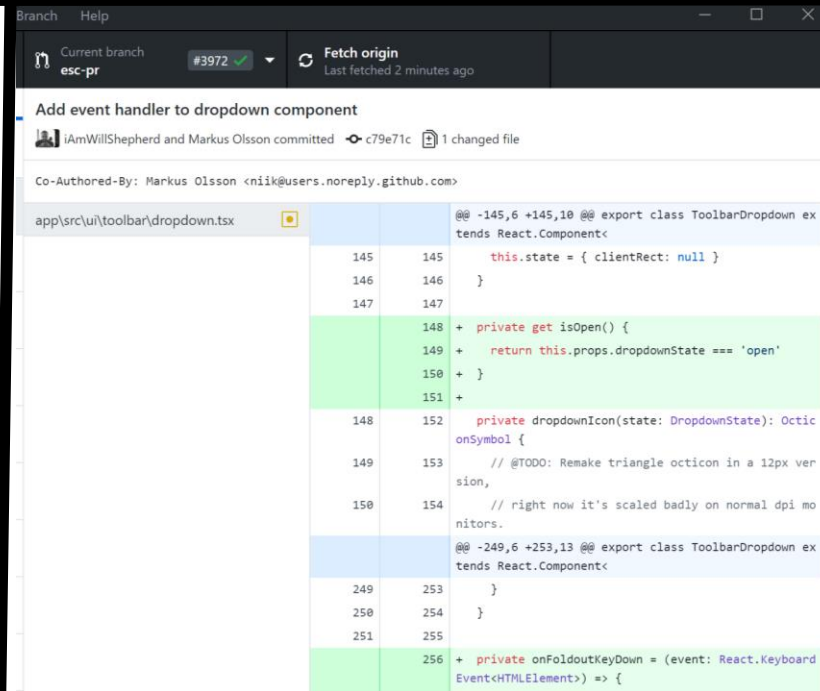 Branch Help
Current branch
esc-pr
#3972
Fetch origin
Last fetched 2 minutes ago
Add event handler to dropdown component
iAmWillShepherd and Markus Olsson committed c79e71c 1 changed file
Co-Authored-By: Markus Olsson <niik@users.noreply.github.com>
app\src\ui\toolbar\dropdown.tsx
@@ -145,6 +145,10 @@ export class ToolbarDropdown ex
tends React.Component<
145 145 this.state = { clientRect: null }
146 146 }
147 147
148 + private get isOpen() {
149 + return this.props.dropdownState === 'open'
150 + }
151 +
148 152 private dropdownIcon(state: DropdownState): Octic
onSymbol {
149 153 // @TODO: Remake triangle octicon in a 12px ver
sion,
150 154 // right now it's scaled badly on normal dpi mo
nitors.
@@ -249,6 +253,13 @@ export class ToolbarDropdown ex
tends React.Component<
249 253 }
250 254 }
251 255
256 + private onFoldoutKeyDown = (event: React.Keyboard
Event<HTMLElement>) => {